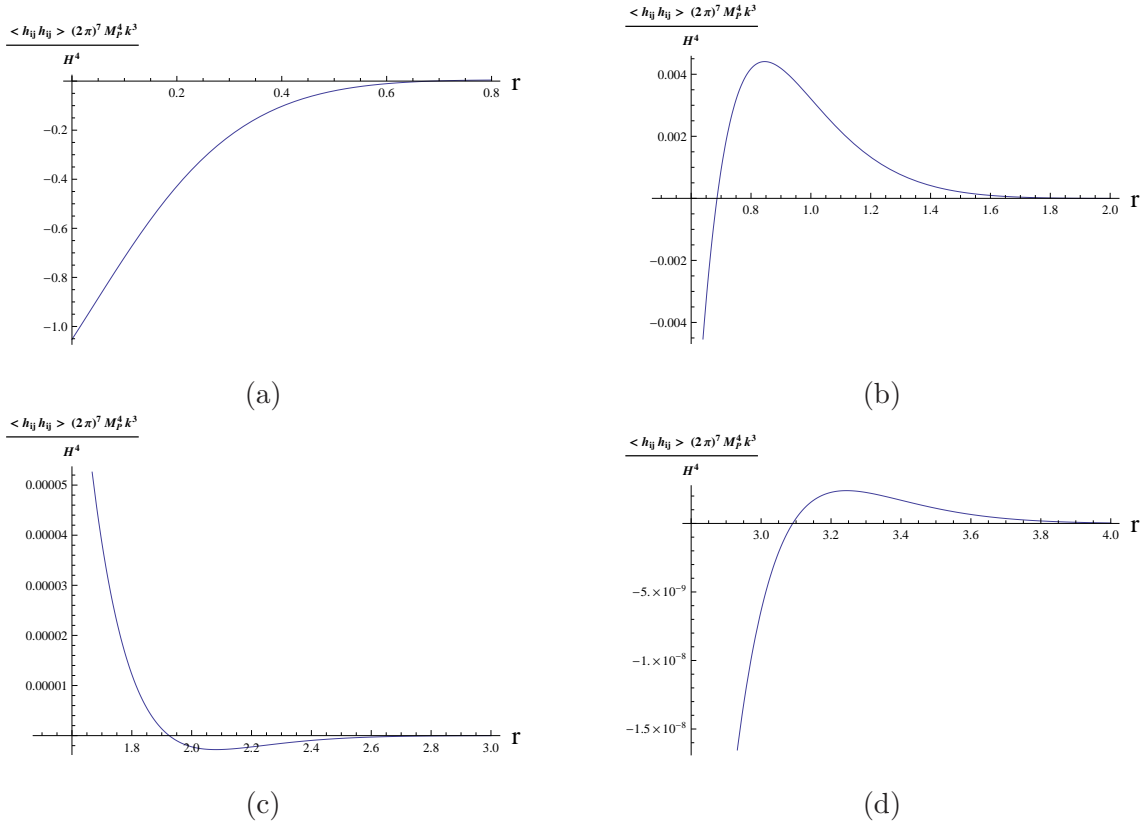 < h_ij h_ij > (2 π)^7 M_P^4 k^3
H^4
r
0.2 0.4 0.6 0.8
−0.2
−0.4
−0.6
−0.8
−1.0
(a)
< h_ij h_ij > (2 π)^7 M_P^4 k^3
H^4
0.004
0.002
r
0.8 1.0 1.2 1.4 1.6 1.8 2.0
−0.002
−0.004
(b)
< h_ij h_ij > (2 π)^7 M_P^4 k^3
H^4
0.00005
0.00004
0.00003
0.00002
0.00001
r
1.8 2.0 2.2 2.4 2.6 2.8 3.0
(c)
< h_ij h_ij > (2 π)^7 M_P^4 k^3
H^4
r
3.0 3.2 3.4 3.6 3.8 4.0
−5. × 10^−9
−1. × 10^−8
−1.5 × 10^−8
(d)